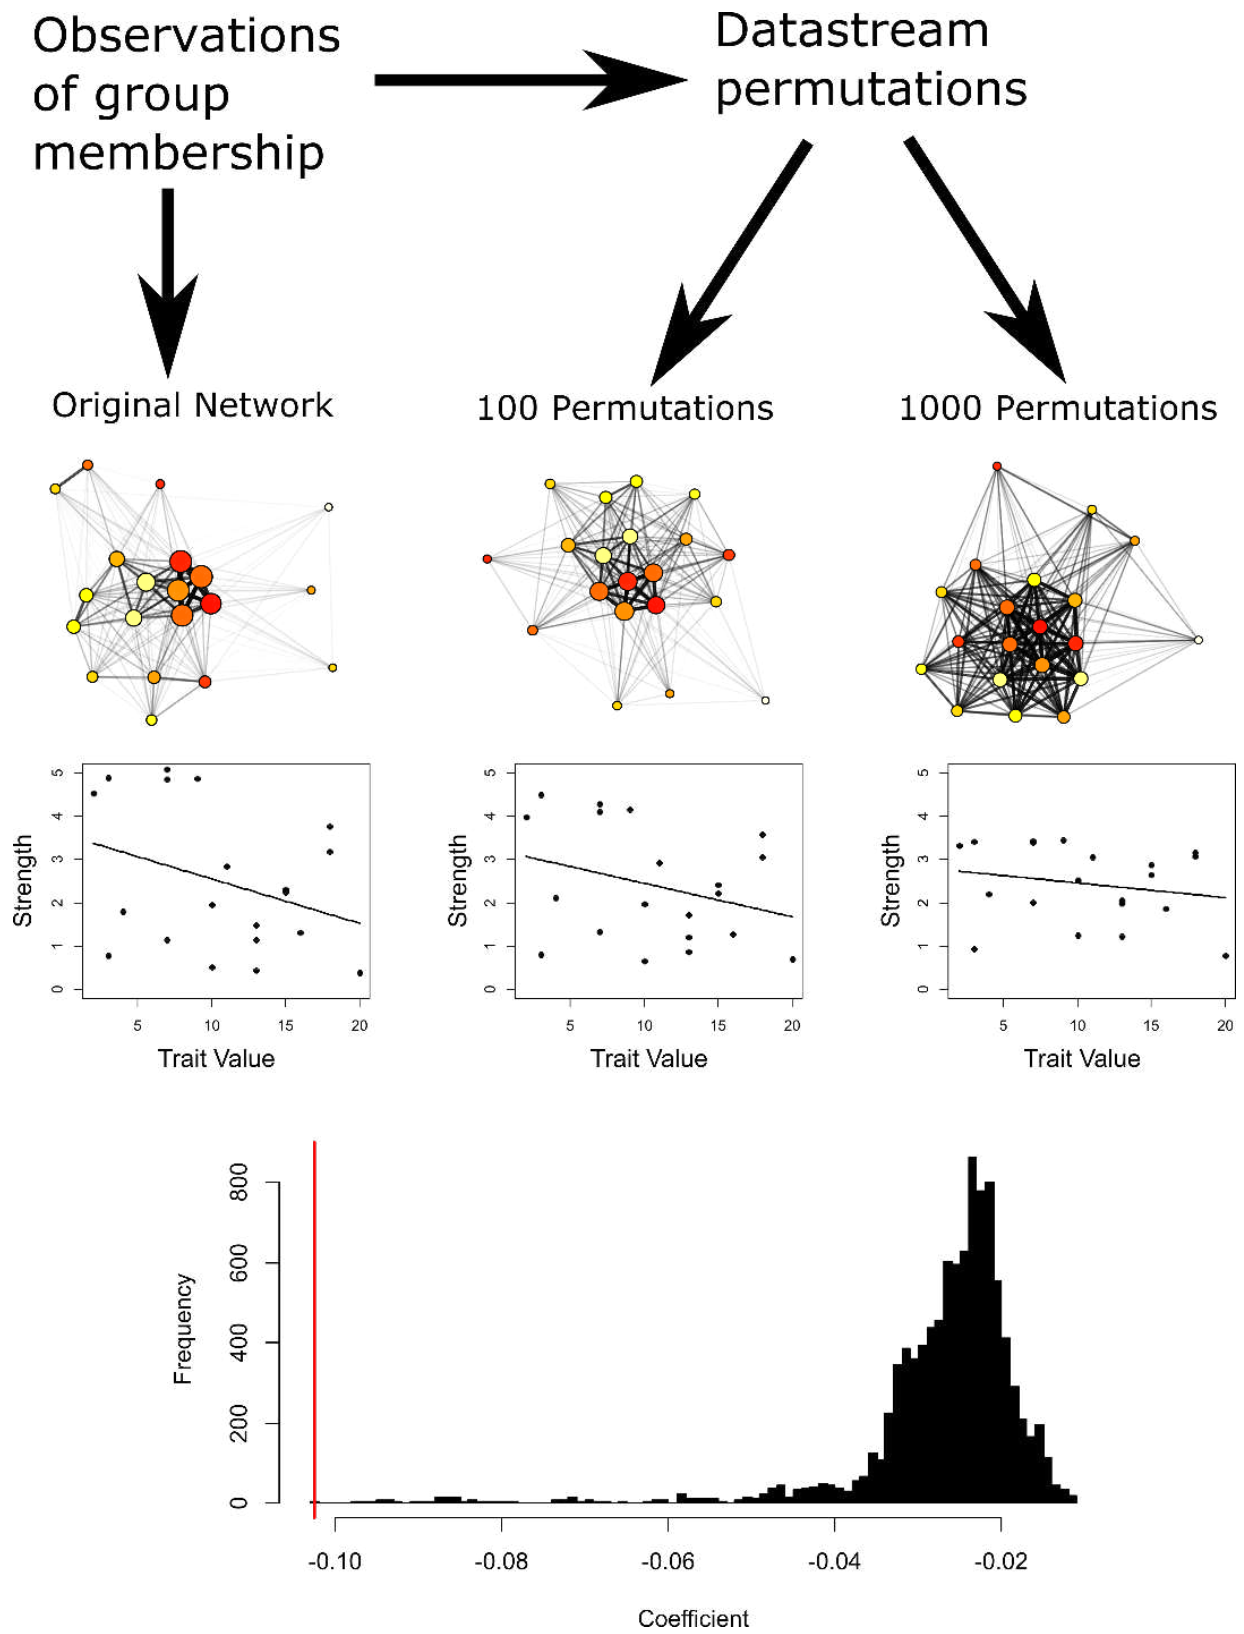 Observations
of group
membership
Datastream
permutations
Original Network
100 Permutations
1000 Permutations
Strength
5
4
3
2
1
0
5 10 15 20
Trait Value
Strength
5
4
3
2
1
0
5 10 15 20
Trait Value
Strength
5
4
3
2
1
0
5 10 15 20
Trait Value
Frequency
800
600
400
200
0
-0.10 -0.08 -0.06 -0.04 -0.02
Coefficient